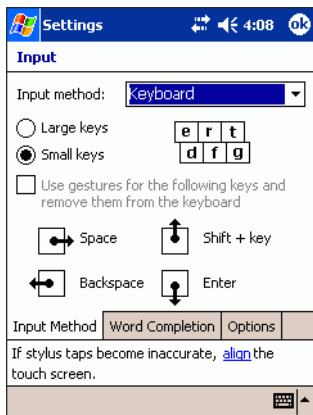 Settings 4:08 ok
Input
Input method: Keyboard
Large keys
e r t
Small keys
d f g
Use gestures for the following keys and
remove them from the keyboard
Space Shift + key
Backspace Enter
Input Method Word Completion Options
If stylus taps become inaccurate, align the
touch screen.